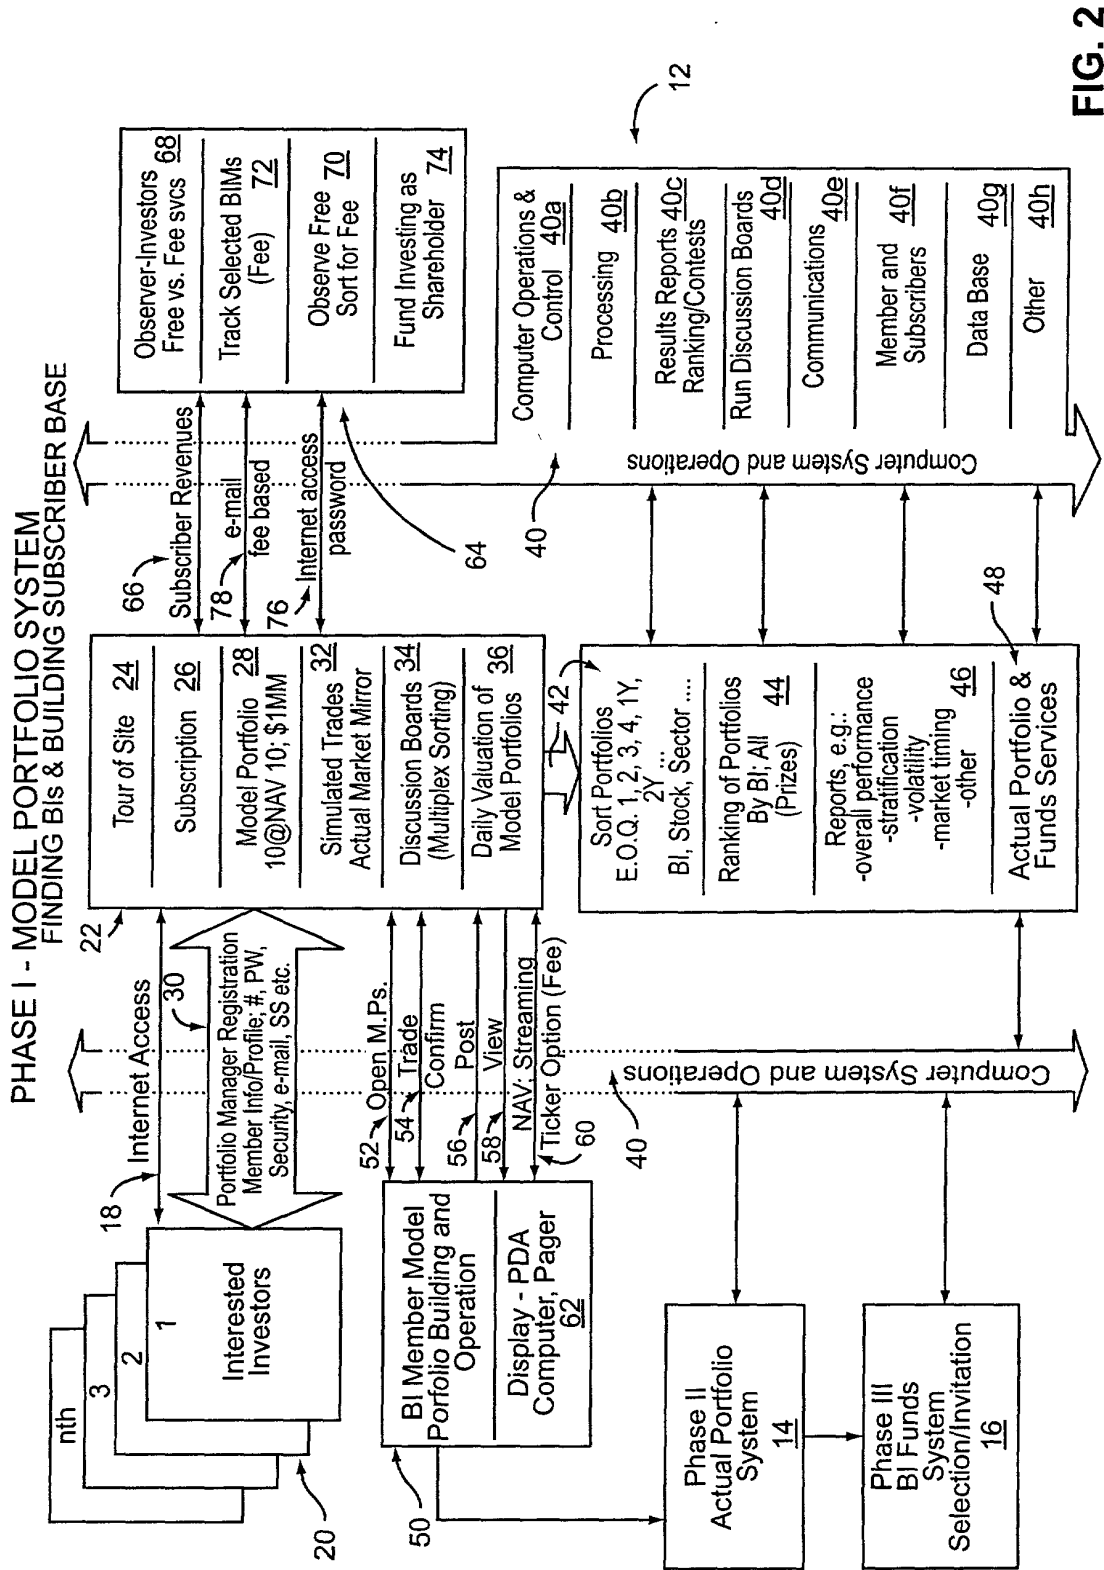 PHASE I - MODEL PORTFOLIO SYSTEM
FINDING BIs & BUILDING SUBSCRIBER BASE
nth
3
2
1
Interested
Investors
20
18
Internet Access
30
Portfolio Manager Registration
Member Info/Profile; #, PW,
Security, e-mail, SS etc.
22
Tour of Site 24
Subscription 26
Model Portfolio 28
10@NAV 10; $1MM
Simulated Trades 32
Actual Market Mirror
Discussion Boards 34
(Multiplex Sorting)
Daily Valuation of 36
Model Portfolios
66
Subscriber Revenues
78
e-mail
fee based
76
Internet access
password
64
Observer-Investors
Free vs. Fee svcs 68
Track Selected BIMs
(Fee) 72
Observe Free
Sort for Fee 70
Fund Investing as
Shareholder 74
50
BI Member Model
Porfolio Building and
Operation
Display - PDA
Computer, Pager
62
52
Open M.Ps.
54
Trade
Confirm
56
Post
58
View
NAV; Streaming
Ticker Option (Fee)
60
40
Computer System and Operations
42
Sort Portfolios
E.O.Q. 1, 2, 3, 4, 1Y,
2Y ...
BI, Stock, Sector .....
Ranking of Portfolios
By BI; All 44
(Prizes)
Reports, e.g.:
-overall performance
-stratification
-volatility
-market timing 46
-other
48
Actual Portfolio &
Funds Services
40
Computer System and Operations
12
Computer Operations &
Control 40a
Processing 40b
Results Reports 40c
Ranking/Contests
Run Discussion Boards
40d
Communications 40e
Member and 40f
Subscribers
Data Base 40g
Other 40h
Phase II
Actual Portfolio
System
14
Phase III
BI Funds
System
Selection/Invitation
16
FIG. 2